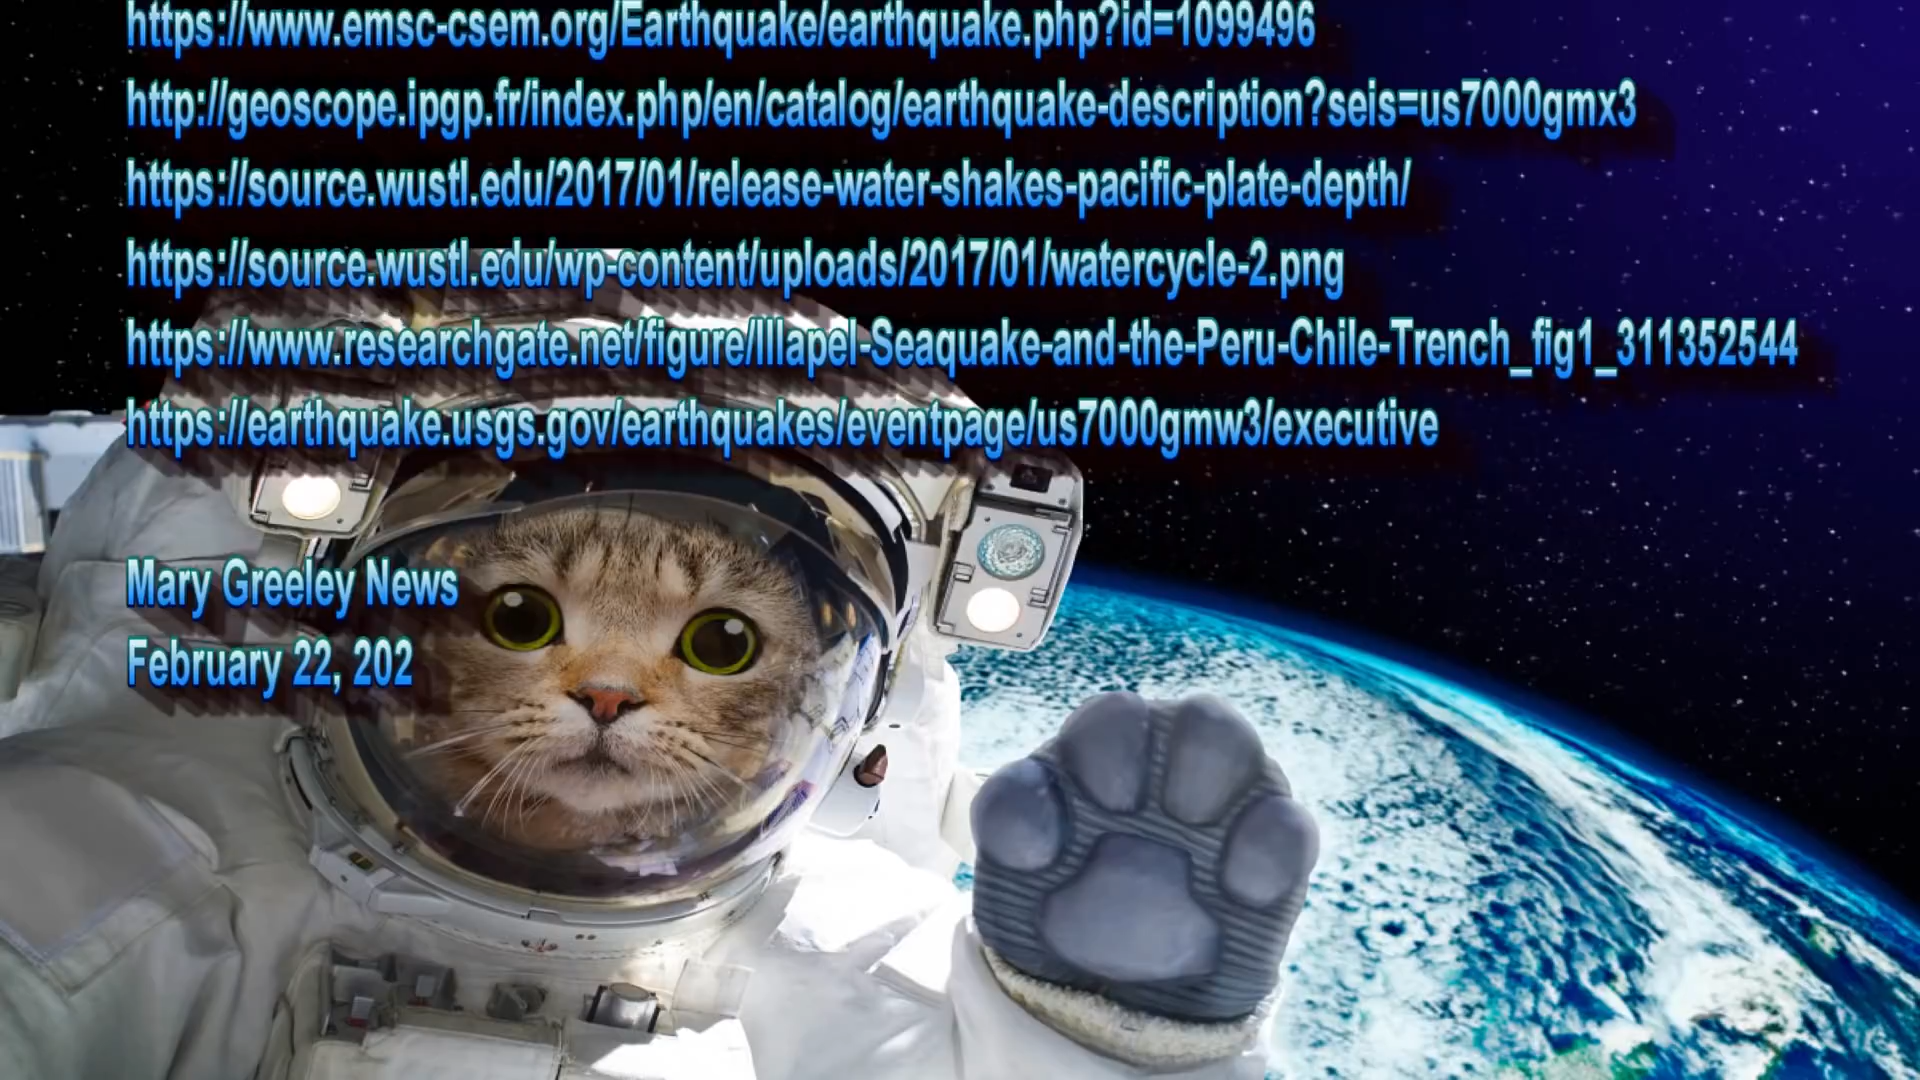 https://www.emsc-csem.org/Earthquake/earthquake.php?id=1099496
http://geoscope.ipgp.fr/index.php/en/catalog/earthquake-description?seis=us7000gmx3
https://source.wustl.edu/2017/01/release-water-shakes-pacific-plate-depth/
https://source.wustl.edu/wp-content/uploads/2017/01/watercycle-2.png
https://www.researchgate.net/figure/Illapel-Seaquake-and-the-Peru-Chile-Trench_fig1_311352544
https://earthquake.usgs.gov/earthquakes/eventpage/us7000gmw3/executive
Mary Greeley News
February 22, 202